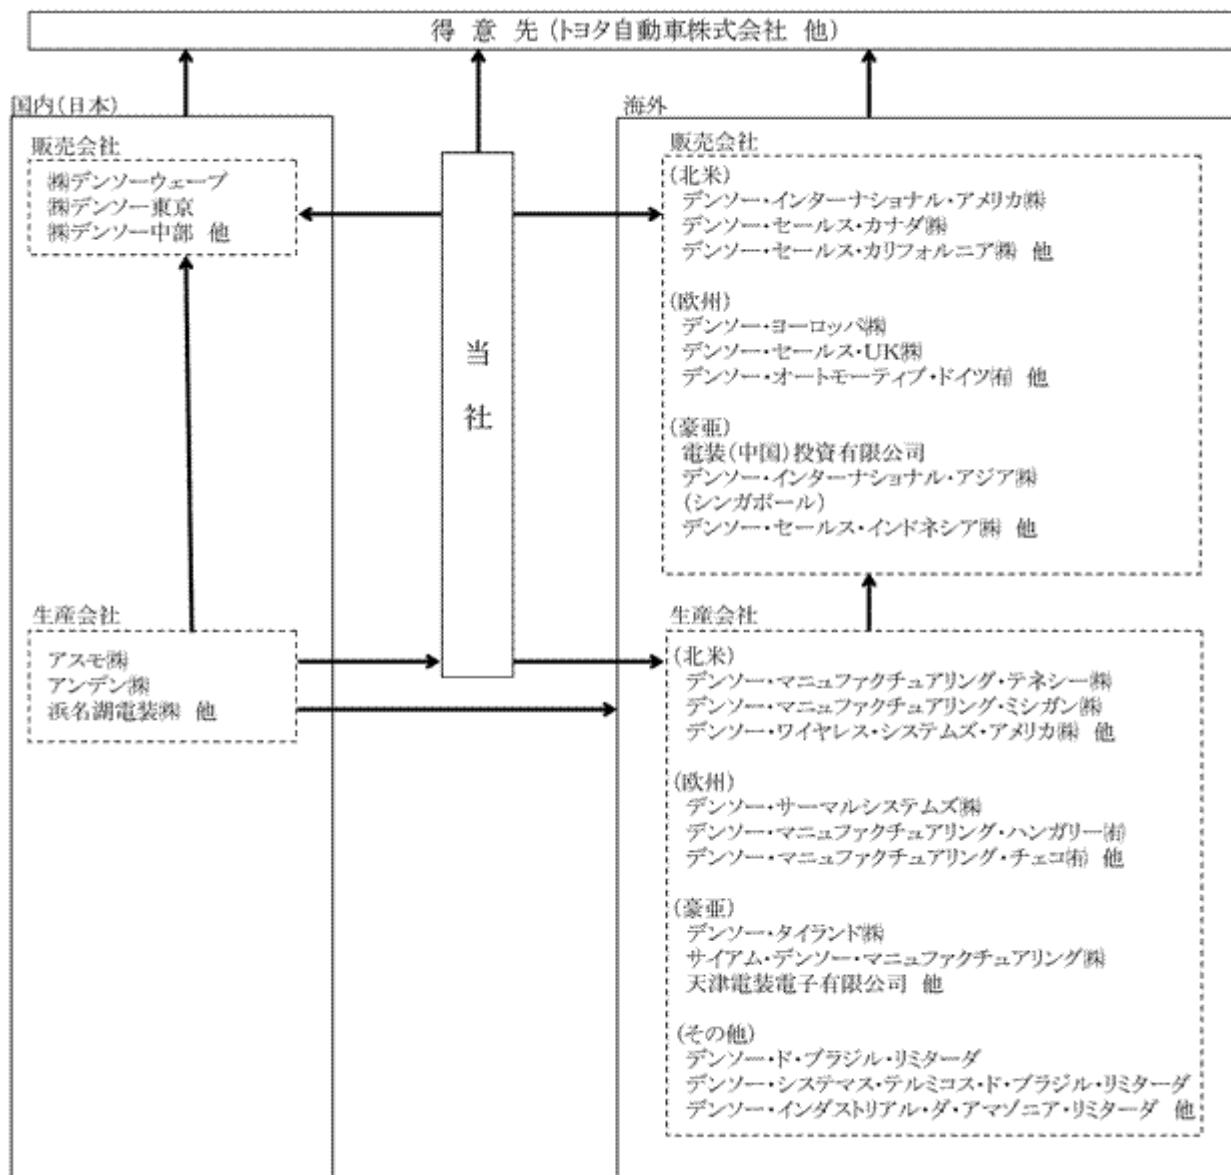 得 意 先 (トヨタ自動車株式会社 他)
国内(日本)
販売会社
㈱デンソーウェーブ
㈱デンソー東京
㈱デンソー中部 他
生産会社
アスモ㈱
アンデン㈱
浜名湖電装㈱ 他
当
社
海外
販売会社
(北米)
デンソー・インターナショナル・アメリカ㈱
デンソー・セールス・カナダ㈱
デンソー・セールス・カリフォルニア㈱ 他
(欧州)
デンソー・ヨーロッパ㈱
デンソー・セールス・UK㈱
デンソー・オートモーティブ・ドイツ㈲ 他
(豪亜)
電装(中国)投資有限公司
デンソー・インターナショナル・アジア㈱
(シンガポール)
デンソー・セールス・インドネシア㈱ 他
生産会社
(北米)
デンソー・マニュファクチュアリング・テネシー㈱
デンソー・マニュファクチュアリング・ミシガン㈱
デンソー・ワイヤレス・システムズ・アメリカ㈱ 他
(欧州)
デンソー・サーマルシステムズ㈱
デンソー・マニュファクチュアリング・ハンガリー㈲
デンソー・マニュファクチュアリング・チェコ㈲ 他
(豪亜)
デンソー・タイランド㈱
サイアム・デンソー・マニュファクチュアリング㈱
天津電装電子有限公司 他
(その他)
デンソー・ド・ブラジル・リミターダ
デンソー・システマス・テルミコス・ド・ブラジル・リミターダ
デンソー・インダストリアル・ダ・アマゾニア・リミターダ 他